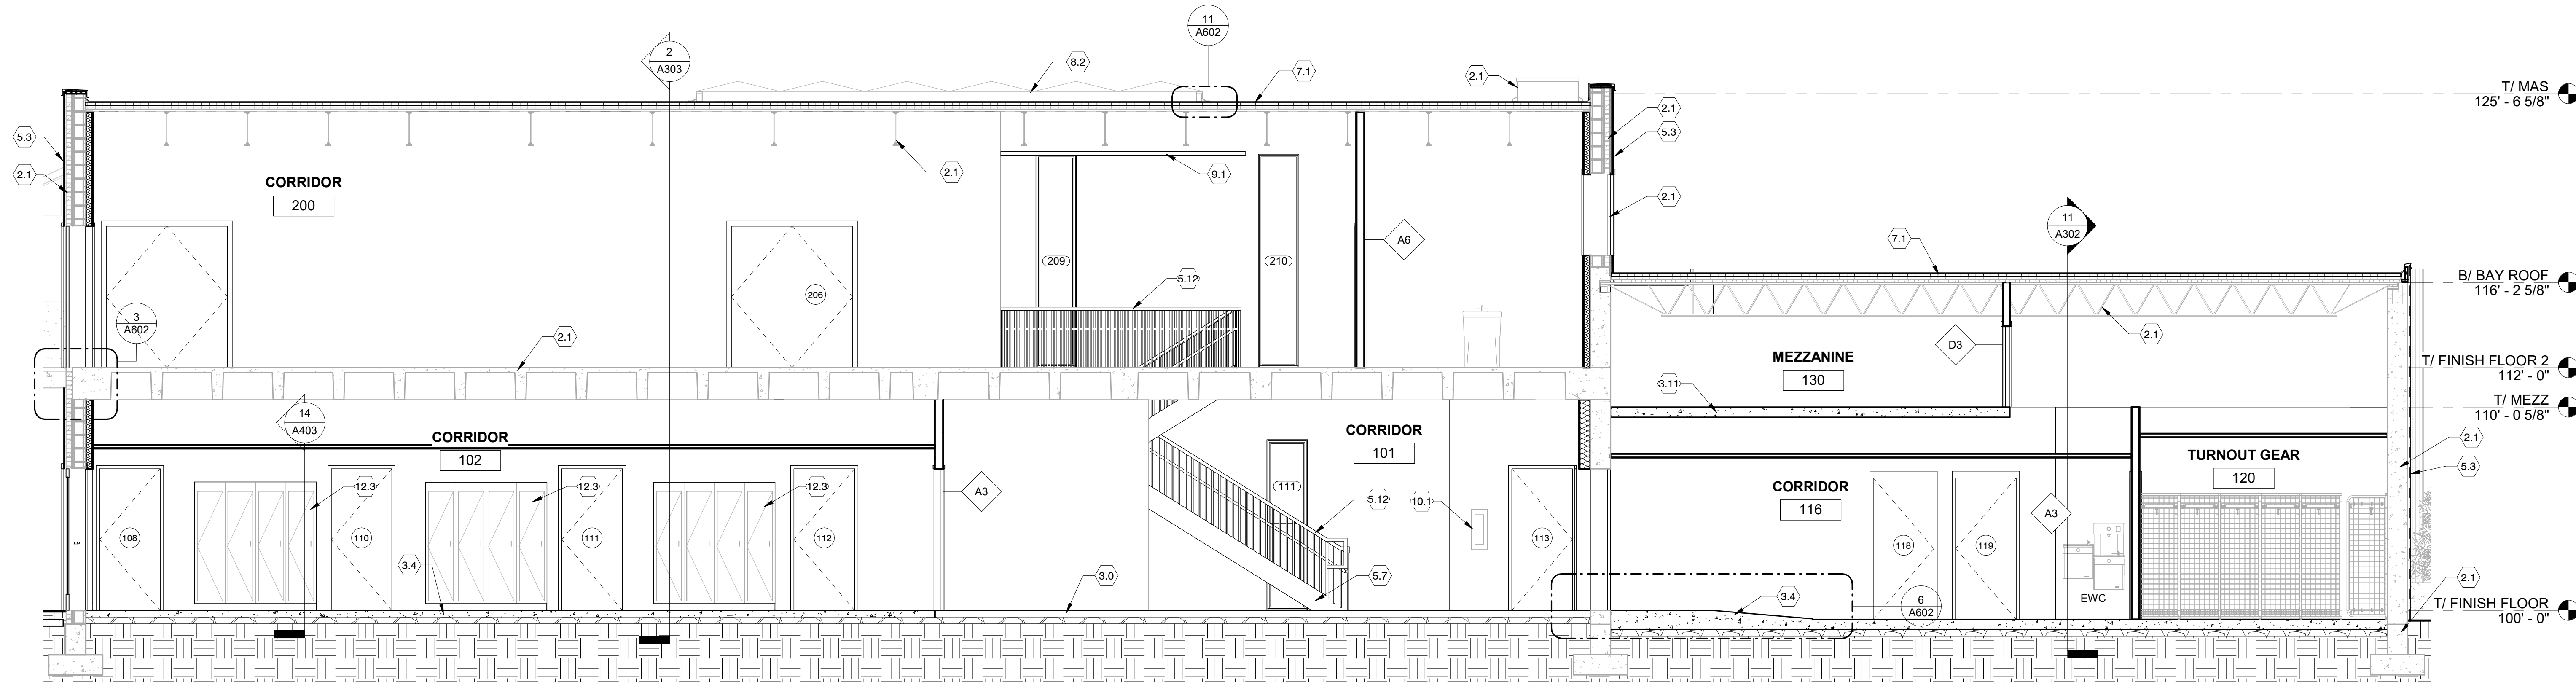 11
A602
2
A303
8.2
7.1
2.1
T/ MAS
125' - 6 5/8"
2.1
5.3
5.3
2.1
CORRIDOR
200
2.1
9.1
2.1
11
A302
A6
7.1
209
210
5.12
B/ BAY ROOF
116' - 2 5/8"
206
3
A602
2.1
2.1
D3
MEZZANINE
130
T/ FINISH FLOOR 2
112' - 0"
3.11
T/ MEZZ
110' - 0 5/8"
14
A403
CORRIDOR
102
CORRIDOR
101
2.1
TURNOUT GEAR
120
5.3
12.3
12.3
12.3
A3
111
5.12
10.1
CORRIDOR
116
A3
108
110
111
112
113
118
119
3.4
3.0
5.7
3.4
6
A602
EWC
2.1
T/ FINISH FLOOR
100' - 0"